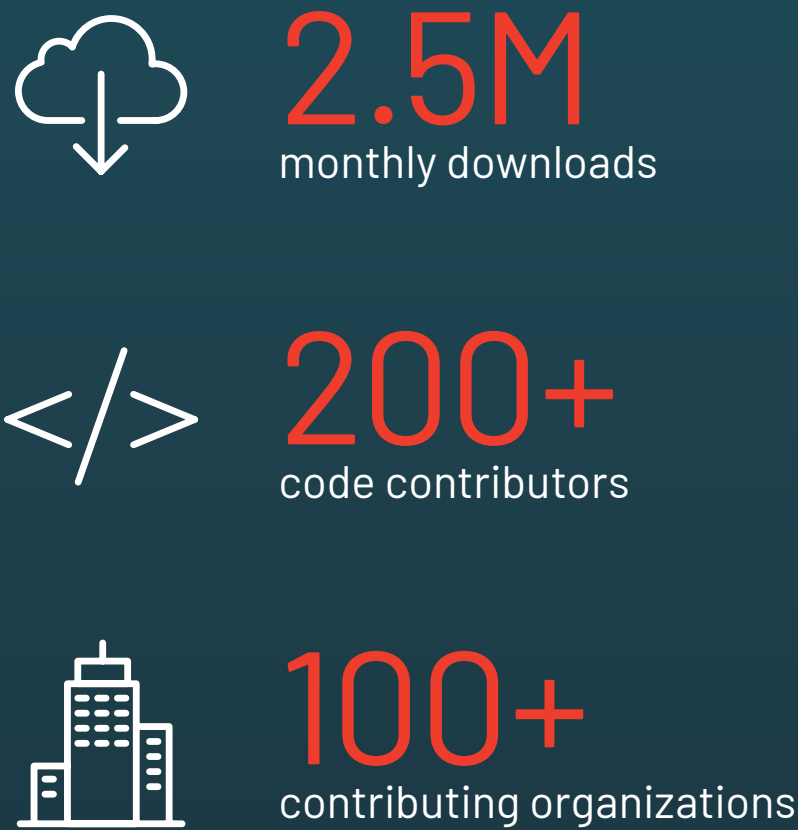 2.5M
monthly downloads
200+
code contributors
100+
contributing organizations